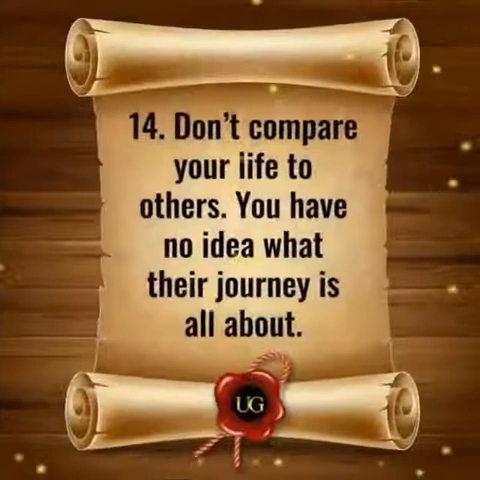 14. Don’t compare
your life to
others. You have
no idea what
their journey is
all about.
UG